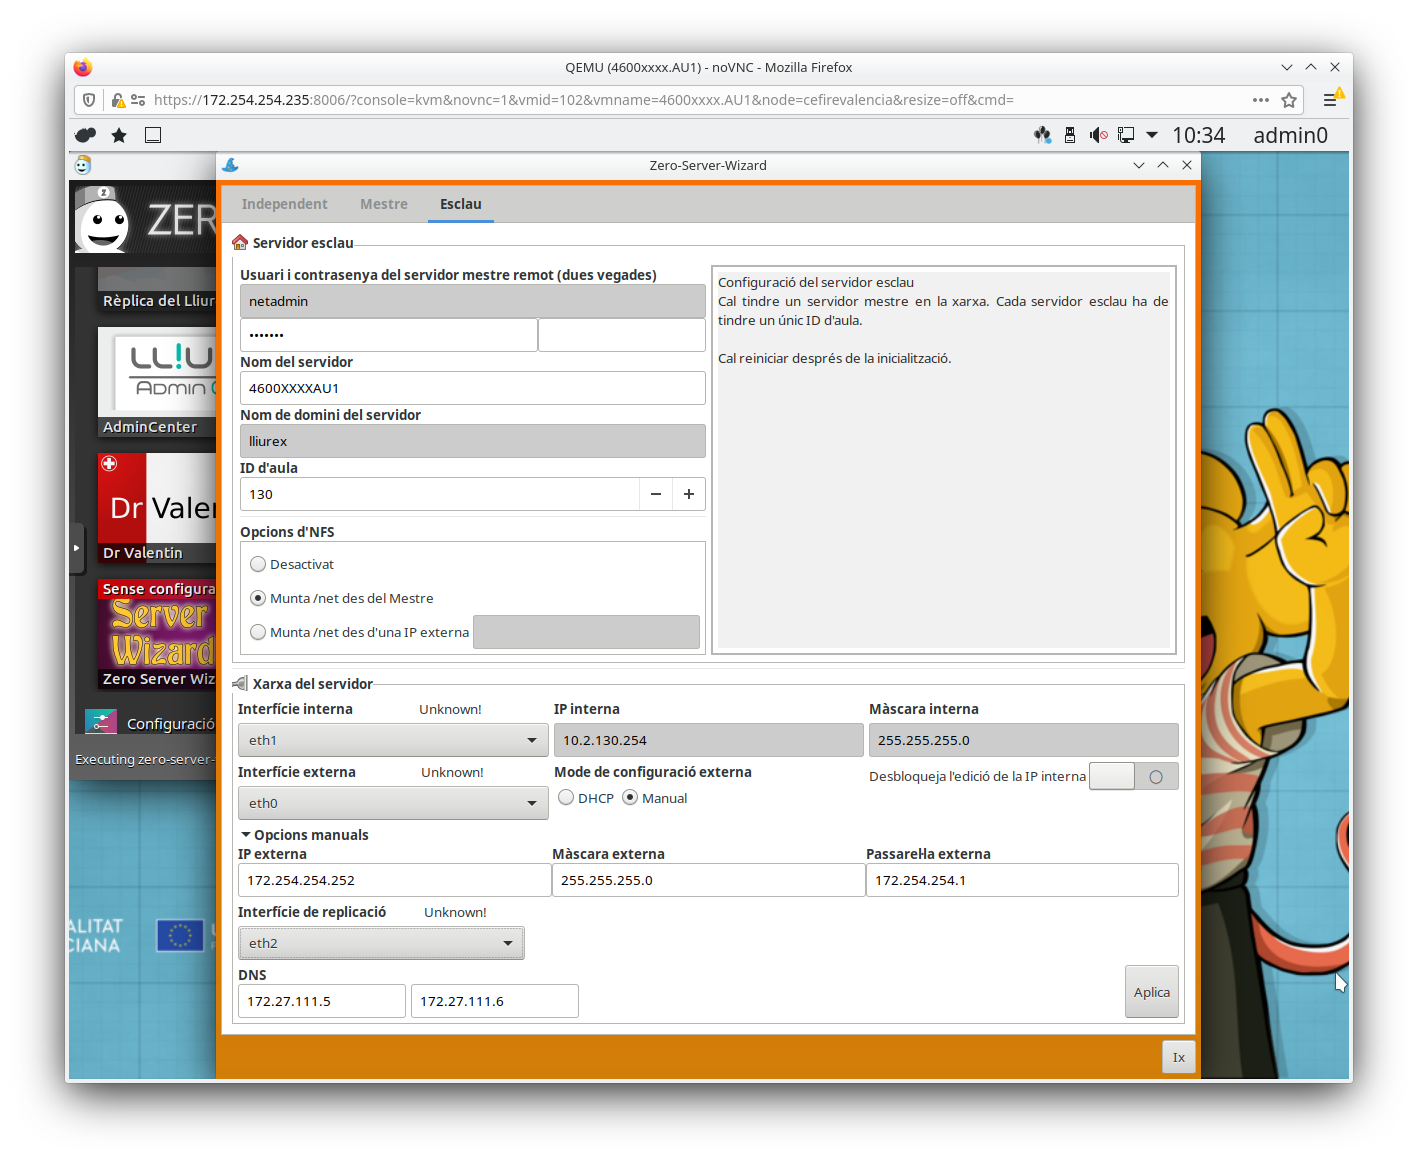 QEMU (4600xxxx.AU1) - noVNC - Mozilla Firefox
https://172.254.254.235:8006/?console=kvm&novnc=1&vmid=102&vmname=4600xxxx.AU1&node=cefirevalencia&resize=off&cmd=
10:34 admin0
Zero-Server-Wizard
Z
ZER
Rèplica del Lliur
LL!U
ADMIN
AdminCenter
Dr Valer
Dr Valentin
Sense configura
Server
Wizard
Zero Server Wiz
Configuració
Executing zero-server-
ALITAT
CIANA
Independent Mestre Esclau
Servidor esclau
Usuari i contrasenya del servidor mestre remot (dues vegades)
netadmin
•••••••
Nom del servidor
4600XXXXAU1
Nom de domini del servidor
lliurex
ID d'aula
130
Opcions d'NFS
Desactivat
Munta /net des del Mestre
Munta /net des d'una IP externa
Configuració del servidor esclau
Cal tindre un servidor mestre en la xarxa. Cada servidor esclau ha de
tindre un únic ID d'aula.
Cal reiniciar després de la inicialització.
Xarxa del servidor
Interfície interna Unknown! IP interna Màscara interna
eth1 10.2.130.254 255.255.255.0
Interfície externa Unknown! Mode de configuració externa Desbloqueja l'edició de la IP interna
eth0 DHCP Manual
Opcions manuals
IP externa Màscara externa Passarel·la externa
172.254.254.252 255.255.255.0 172.254.254.1
Interfície de replicació Unknown!
eth2
DNS
172.27.111.5 172.27.111.6
Aplica
Ix